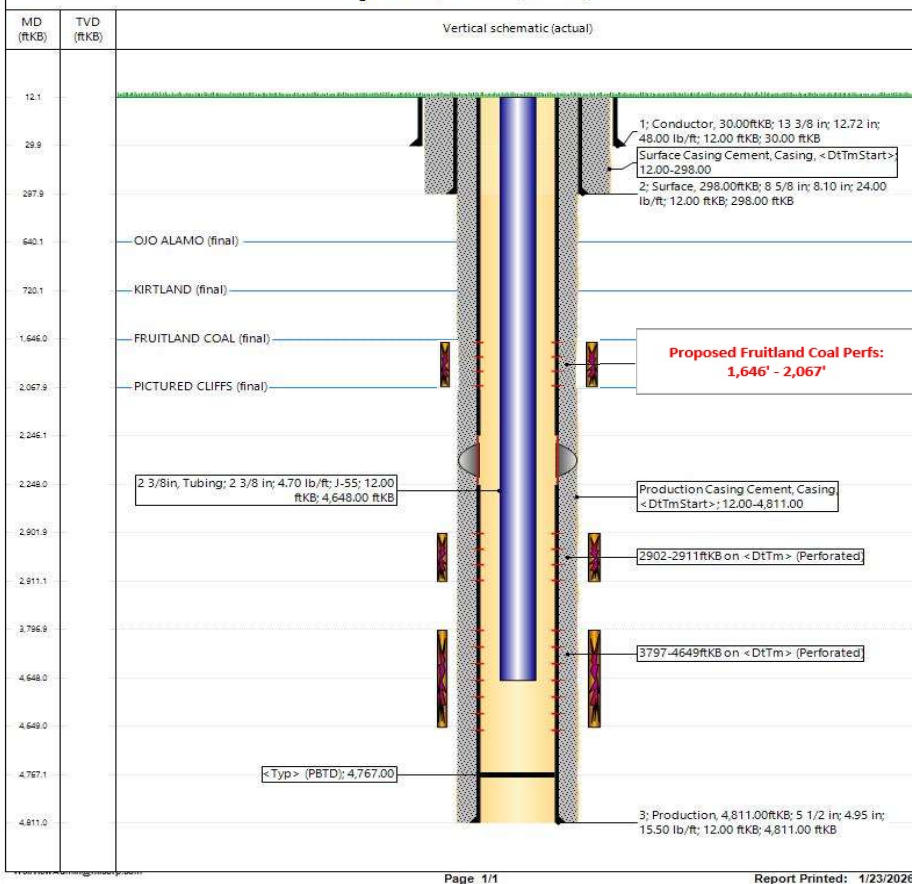 MD
(ftKB)
TVD
(ftKB)
Vertical schematic (actual)
12.1
29.9
297.9
640.1
720.1
1,646.0
2,067.9
2,246.1
2,248.0
2,901.9
2,911.1
3,796.9
4,648.0
4,649.0
4,767.1
4,811.0
OJO ALAMO (final)
KIRTLAND (final)
FRUITLAND COAL (final)
PICTURED CLIFFS (final)
2 3/8in, Tubing; 2 3/8 in; 4.70 lb/ft; J-55; 12.00
ftKB; 4,648.00 ftKB
<Typ> (PBTD); 4,767.00
1; Conductor, 30.00ftKB; 13 3/8 in; 12.72 in;
48.00 lb/ft; 12.00 ftKB; 30.00 ftKB
Surface Casing Cement, Casing, <DtTmStart>;
12.00-298.00
2; Surface, 298.00ftKB; 8 5/8 in; 8.10 in; 24.00
lb/ft; 12.00 ftKB; 298.00 ftKB
Proposed Fruitland Coal Perfs:
1,646' - 2,067'
Production Casing Cement, Casing,
<DtTmStart>; 12.00-4,811.00
2902-2911ftKB on <DtTm> (Perforated)
3797-4649ftKB on <DtTm> (Perforated)
3; Production, 4,811.00ftKB; 5 1/2 in; 4.95 in;
15.50 lb/ft; 12.00 ftKB; 4,811.00 ftKB
Page 1/1
Report Printed: 1/23/2026